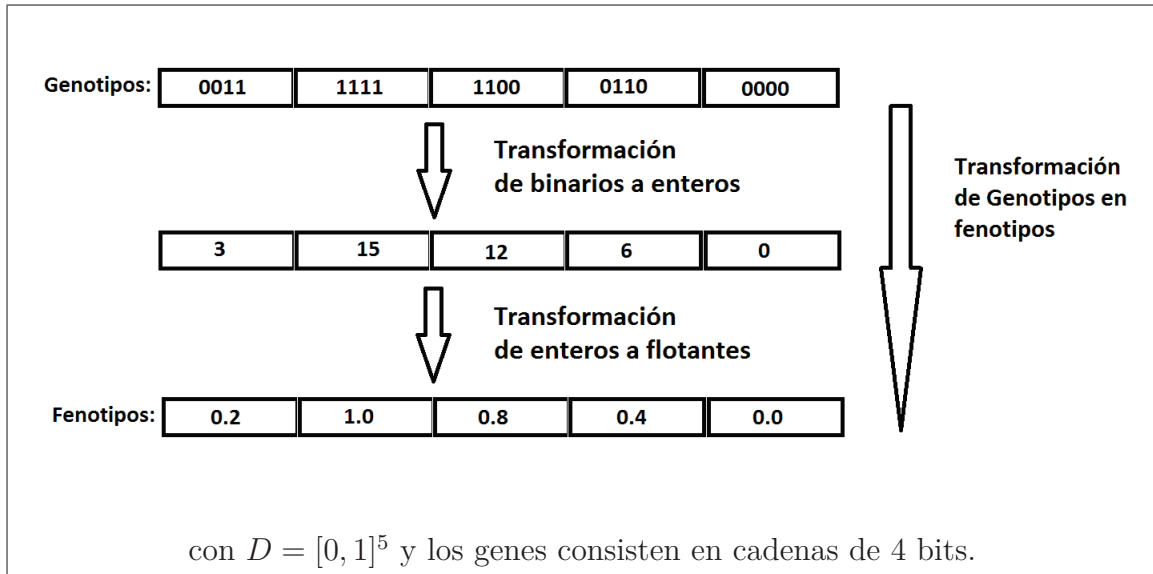 Genotipos: 0011 1111 1100 0110 0000
Transformación
de binarios a enteros
Transformación
de Genotipos en
fenotipos
3 15 12 6 0
Transformación
de enteros a flotantes
Fenotipos: 0.2 1.0 0.8 0.4 0.0
con D = [0, 1]⁵ y los genes consisten en cadenas de 4 bits.